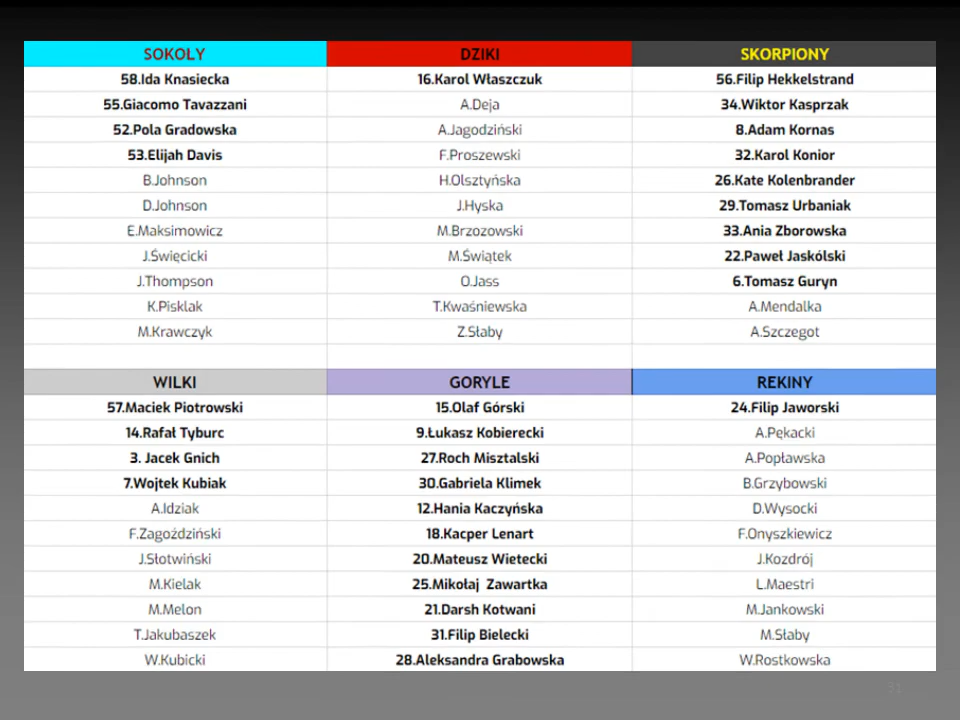 SOKOLY DZIKI SKORPIONY
58.Ida Knasiecka 16.Karol Właszczuk 56.Filip Hekkelstrand
55.Giacomo Tavazzani A.Deja 34.Wiktor Kasprzak
52.Pola Gradowska A.Jagodziński 8.Adam Kornas
53.Elijah Davis F.Proszewski 32.Karol Konior
B.Johnson H.Olsztyńska 26.Kate Kolenbrander
D.Johnson J.Hyska 29.Tomasz Urbaniak
E.Maksimowicz M.Brzozowski 33.Ania Zborowska
J.Święcicki M.Świątek 22.Paweł Jaskólski
J.Thompson O.Jass 6.Tomasz Guryn
K.Pisklak T.Kwaśniewska A.Mendalka
M.Krawczyk Z.Słaby A.Szczegot
WILKI GORYLE REKINY
57.Maciek Piotrowski 15.Olaf Górski 24.Filip Jaworski
14.Rafał Tyburc 9.Łukasz Kobierecki A.Pękacki
3. Jacek Gnich 27.Roch Misztalski A.Popławska
7.Wojtek Kubiak 30.Gabriela Klimek B.Grzybowski
A.Idziak 12.Hania Kaczyńska D.Wysocki
F.Zagoździński 18.Kacper Lenart F.Onyszkiewicz
J.Słotwiński 20.Mateusz Wietecki J.Kozdrój
M.Kielak 25.Mikołaj Zawartka L.Maestri
M.Melon 21.Darsh Kotwani M.Jankowski
T.Jakubaszek 31.Filip Bielecki M.Słaby
W.Kubicki 28.Aleksandra Grabowska W.Rostkowska